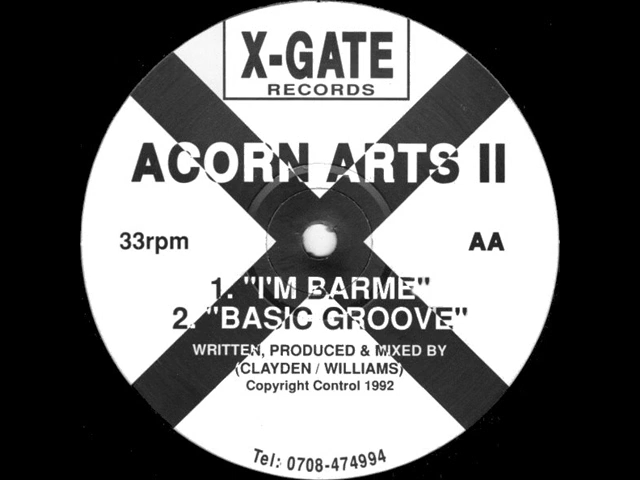 X-GATE
RECORDS
ACORN ARTS II
33rpm AA
1. "I'M BARME"
2. "BASIC GROOVE"
WRITTEN, PRODUCED & MIXED BY
(CLAYDEN / WILLIAMS)
Copyright Control 1992
Tel: 0708-474994